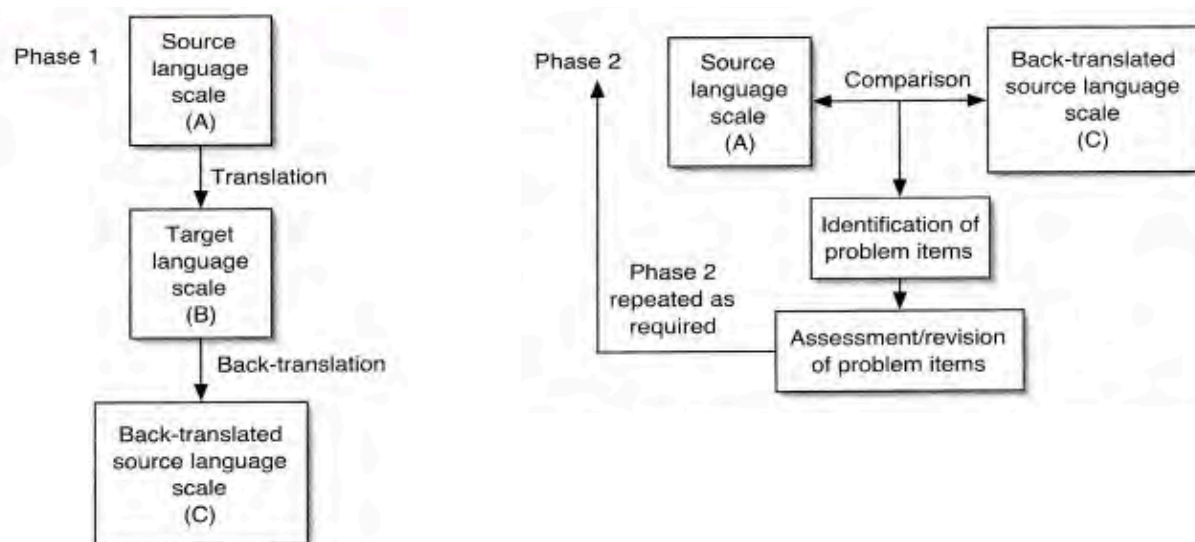 Phase 1
Source
language
scale
(A)
Translation
Target
language
scale
(B)
Back-translation
Back-translated
source language
scale
(C)
Phase 2
Source
language
scale
(A)
Comparison
Back-translated
source language
scale
(C)
Identification of
problem items
Phase 2
repeated as
required
Assessment/revision
of problem items